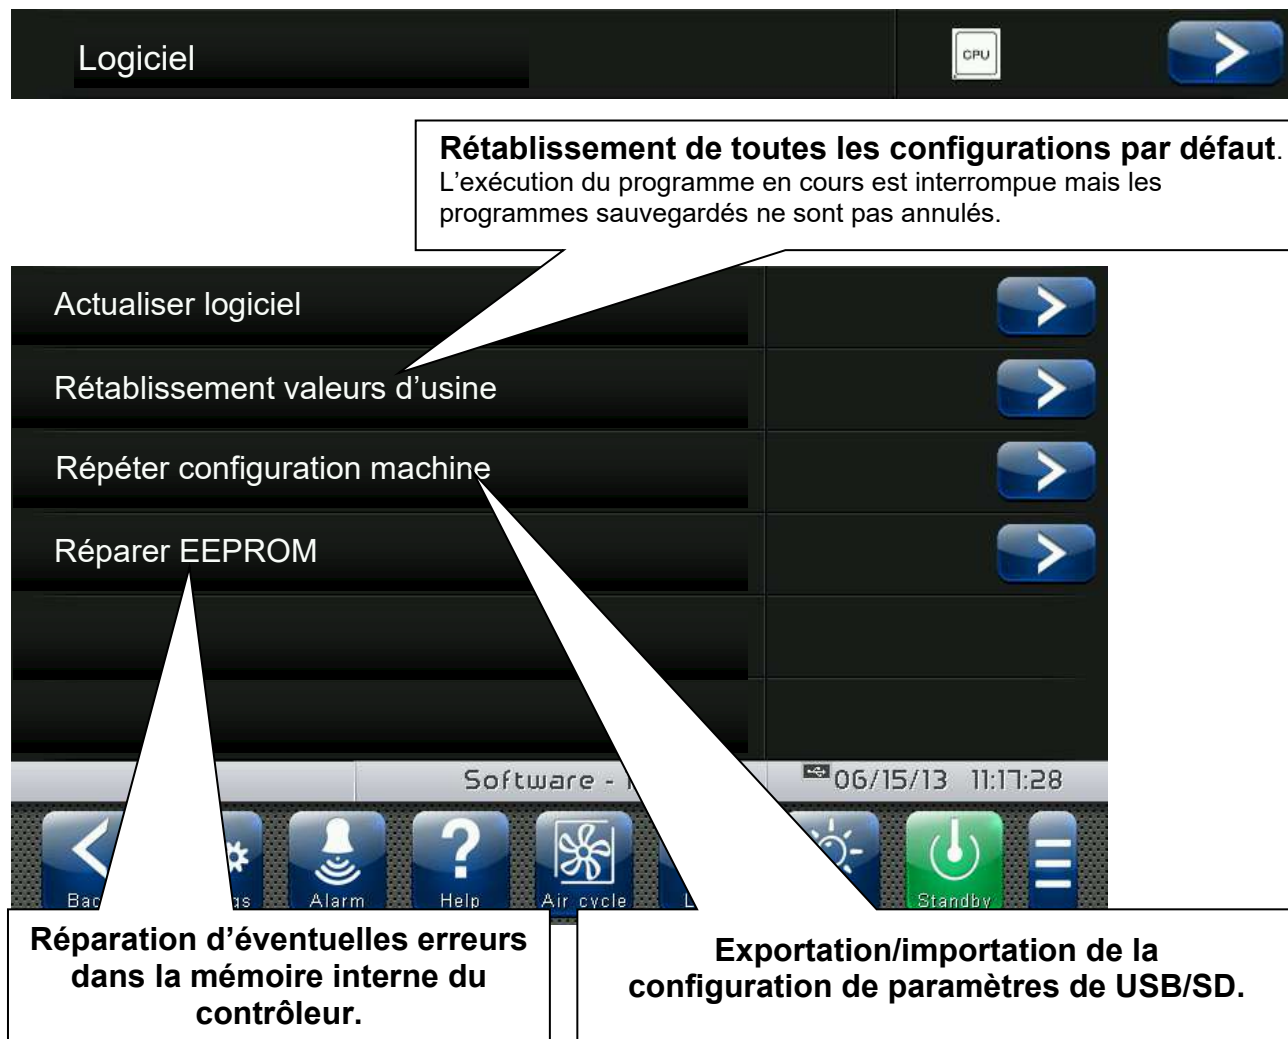 Logiciel
CPU
Rétablissement de toutes les configurations par défaut.
L'exécution du programme en cours est interrompue mais les
programmes sauvegardés ne sont pas annulés.
Actualiser logiciel
Rétablissement valeurs d'usine
Répéter configuration machine
Réparer EEPROM
Software -
06/15/13 11:17:28
Alarm
Help
Air cycle
Standby
Réparation d'éventuelles erreurs
dans la mémoire interne du
contrôleur.
Exportation/importation de la
configuration de paramètres de USB/SD.